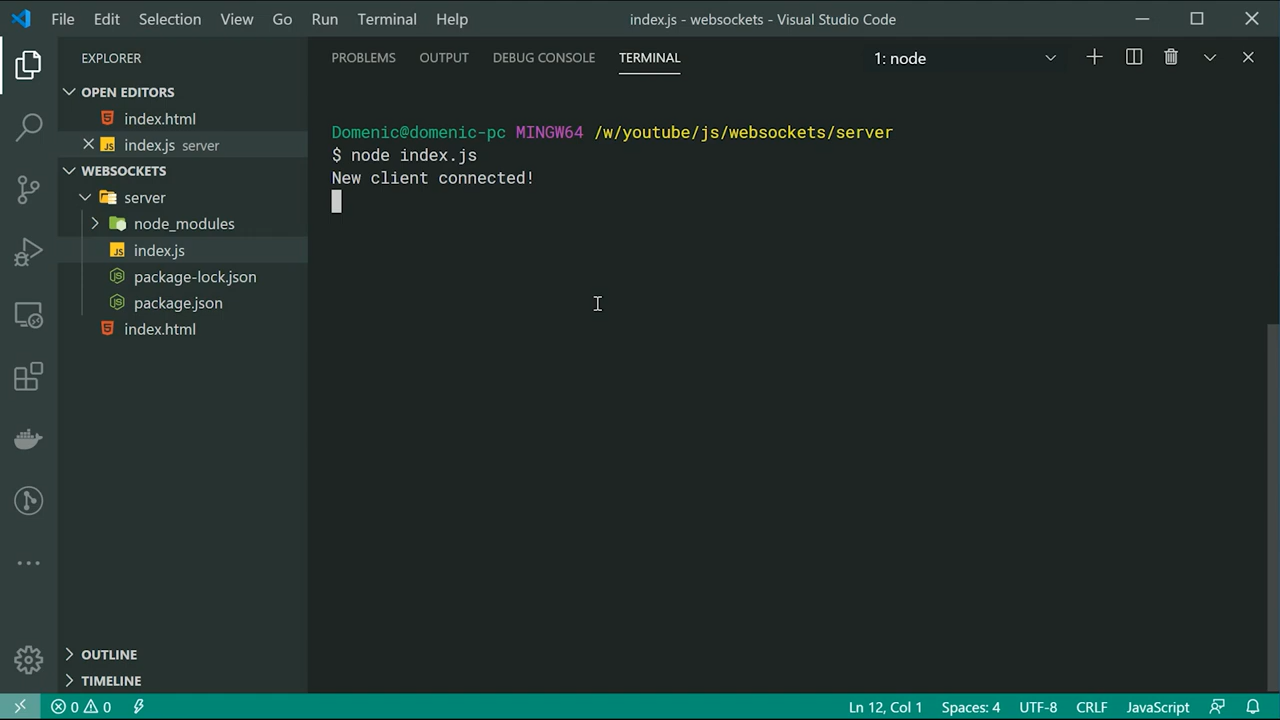 File Edit Selection View Go Run Terminal Help index.js - websockets - Visual Studio Code
EXPLORER
OPEN EDITORS
index.html
JS index.js server
WEBSOCKETS
server
node_modules
JS index.js
package-lock.json
package.json
index.html
OUTLINE
TIMELINE
PROBLEMS OUTPUT DEBUG CONSOLE TERMINAL 1: node
Domenic@domenic-pc MINGW64 /w/youtube/js/websockets/server
$ node index.js
New client connected!
0 0 Ln 12, Col 1 Spaces: 4 UTF-8 CRLF JavaScript